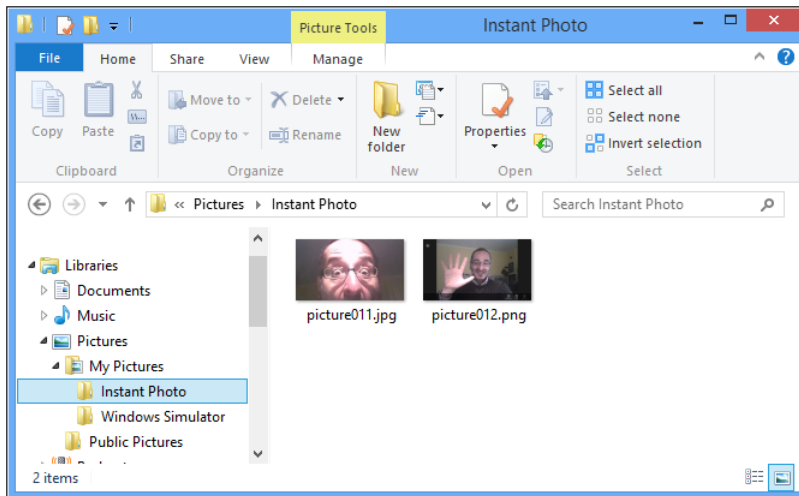 Picture Tools
Instant Photo
File
Home
Share
View
Manage
Copy
Paste
Move to
Copy to
Delete
Rename
New
folder
Properties
Select all
Select none
Invert selection
Clipboard
Organize
New
Open
Select
« Pictures Instant Photo
Search Instant Photo
Libraries
Documents
Music
Pictures
My Pictures
Instant Photo
Windows Simulator
Public Pictures
picture011.jpg
picture012.png
2 items